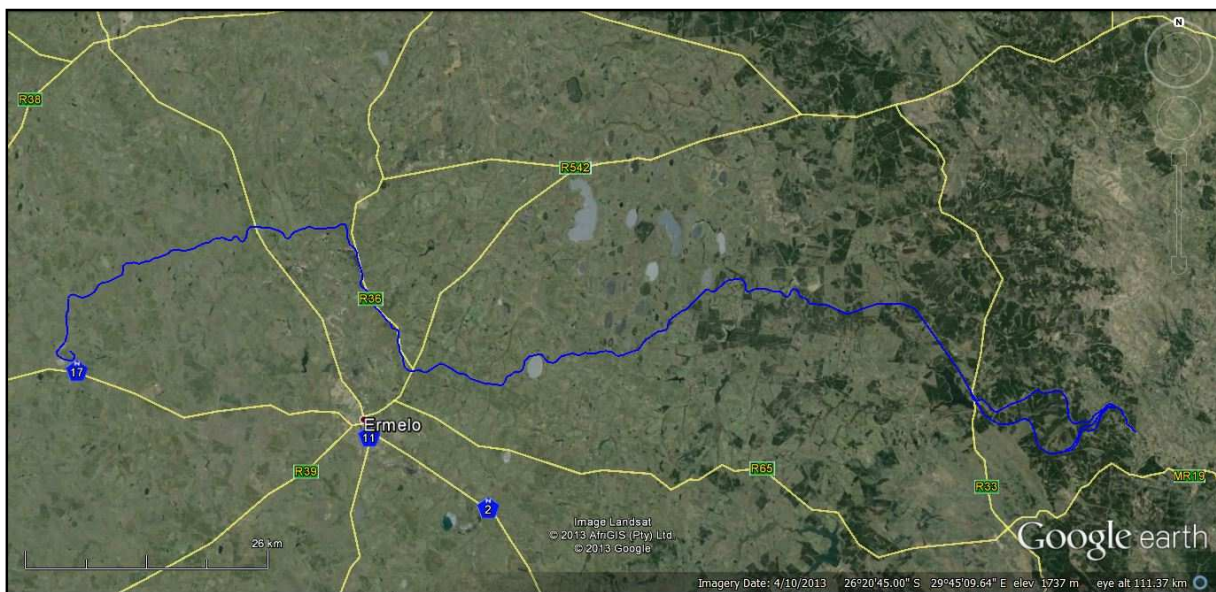 N
R38
R542
R36
N
17
Ermelo
11
R39
R65
N
2
R33
MR19
Image Landsat
© 2013 AfriGIS (Pty) Ltd.
© 2013 Google
Google earth
26 km
Imagery Date: 4/10/2013 26°20'45.00" S 29°45'09.64" E elev 1737 m eye alt 111.37 km